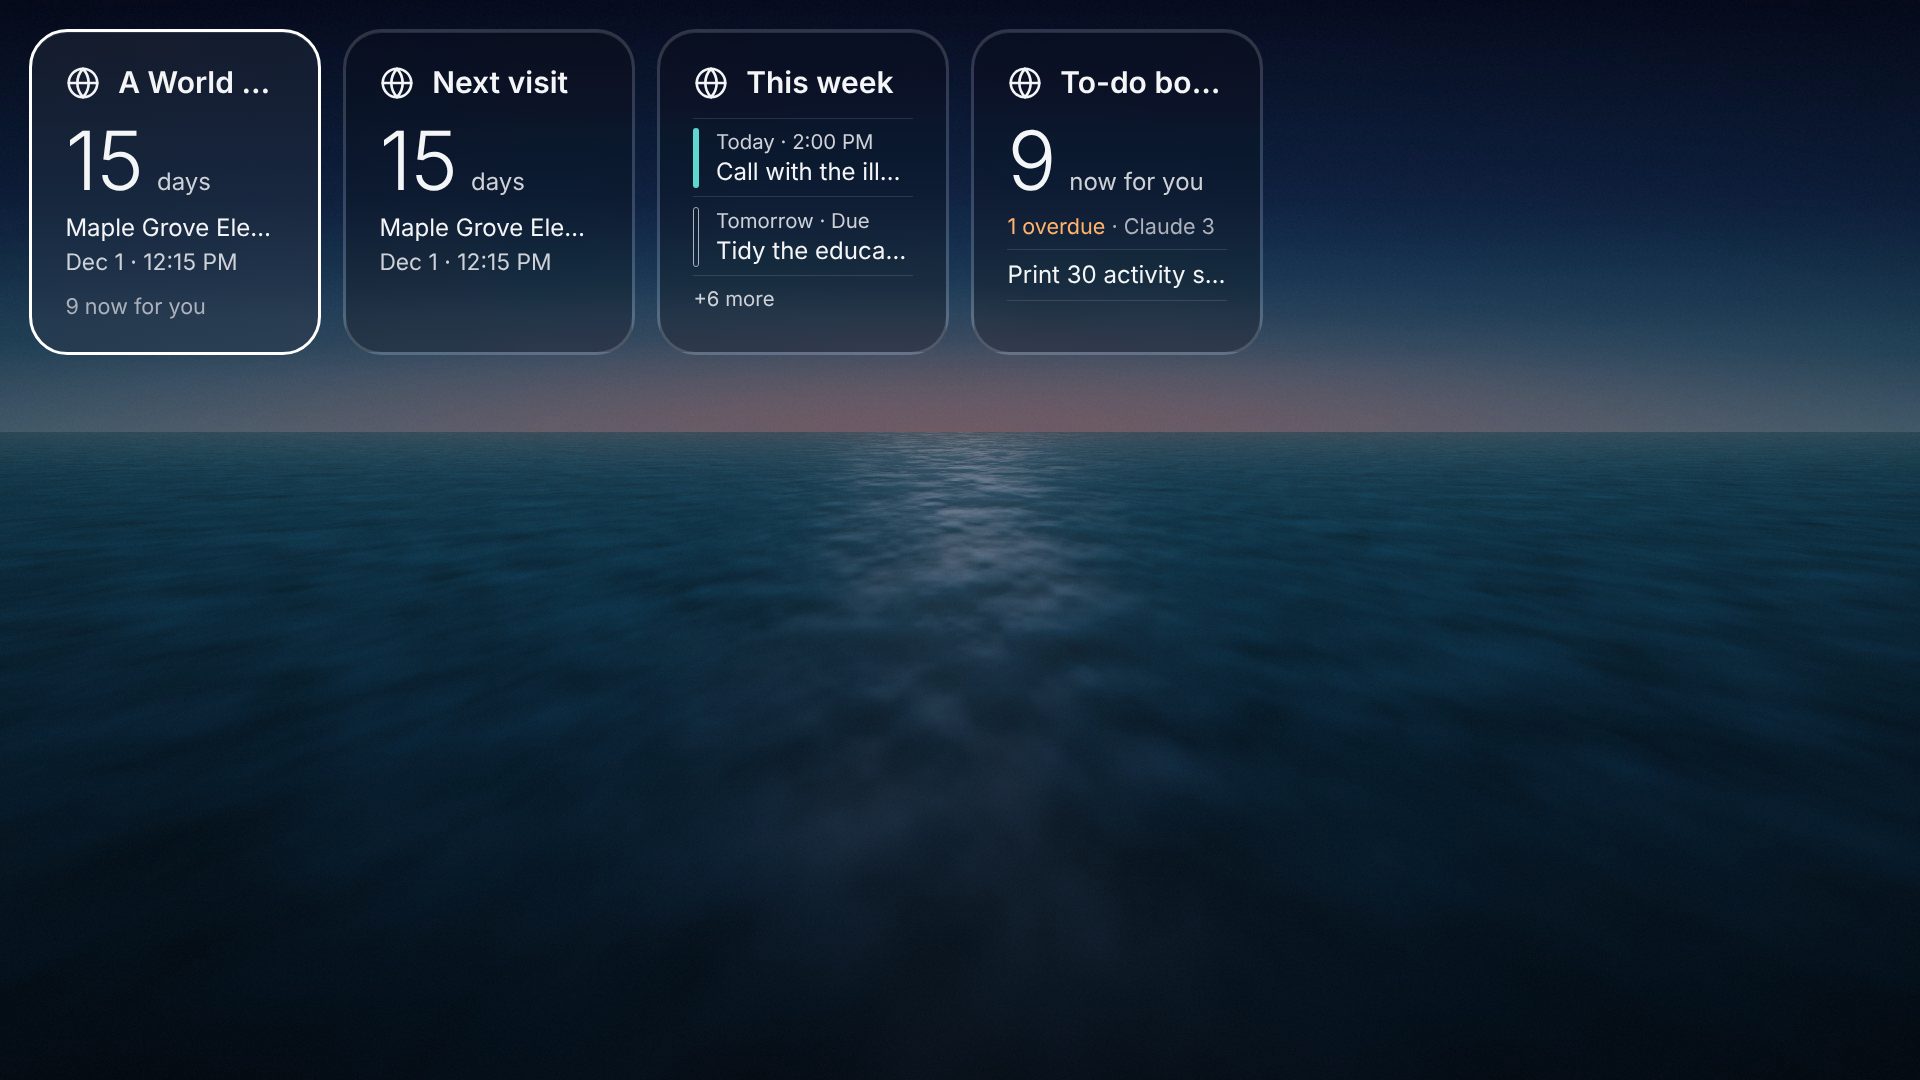 A World ...
15 days
Maple Grove Ele...
Dec 1 · 12:15 PM
9 now for you
Next visit
15 days
Maple Grove Ele...
Dec 1 · 12:15 PM
This week
Today · 2:00 PM
Call with the ill...
Tomorrow · Due
Tidy the educa...
+6 more
To-do bo...
9 now for you
1 overdue · Claude 3
Print 30 activity s...